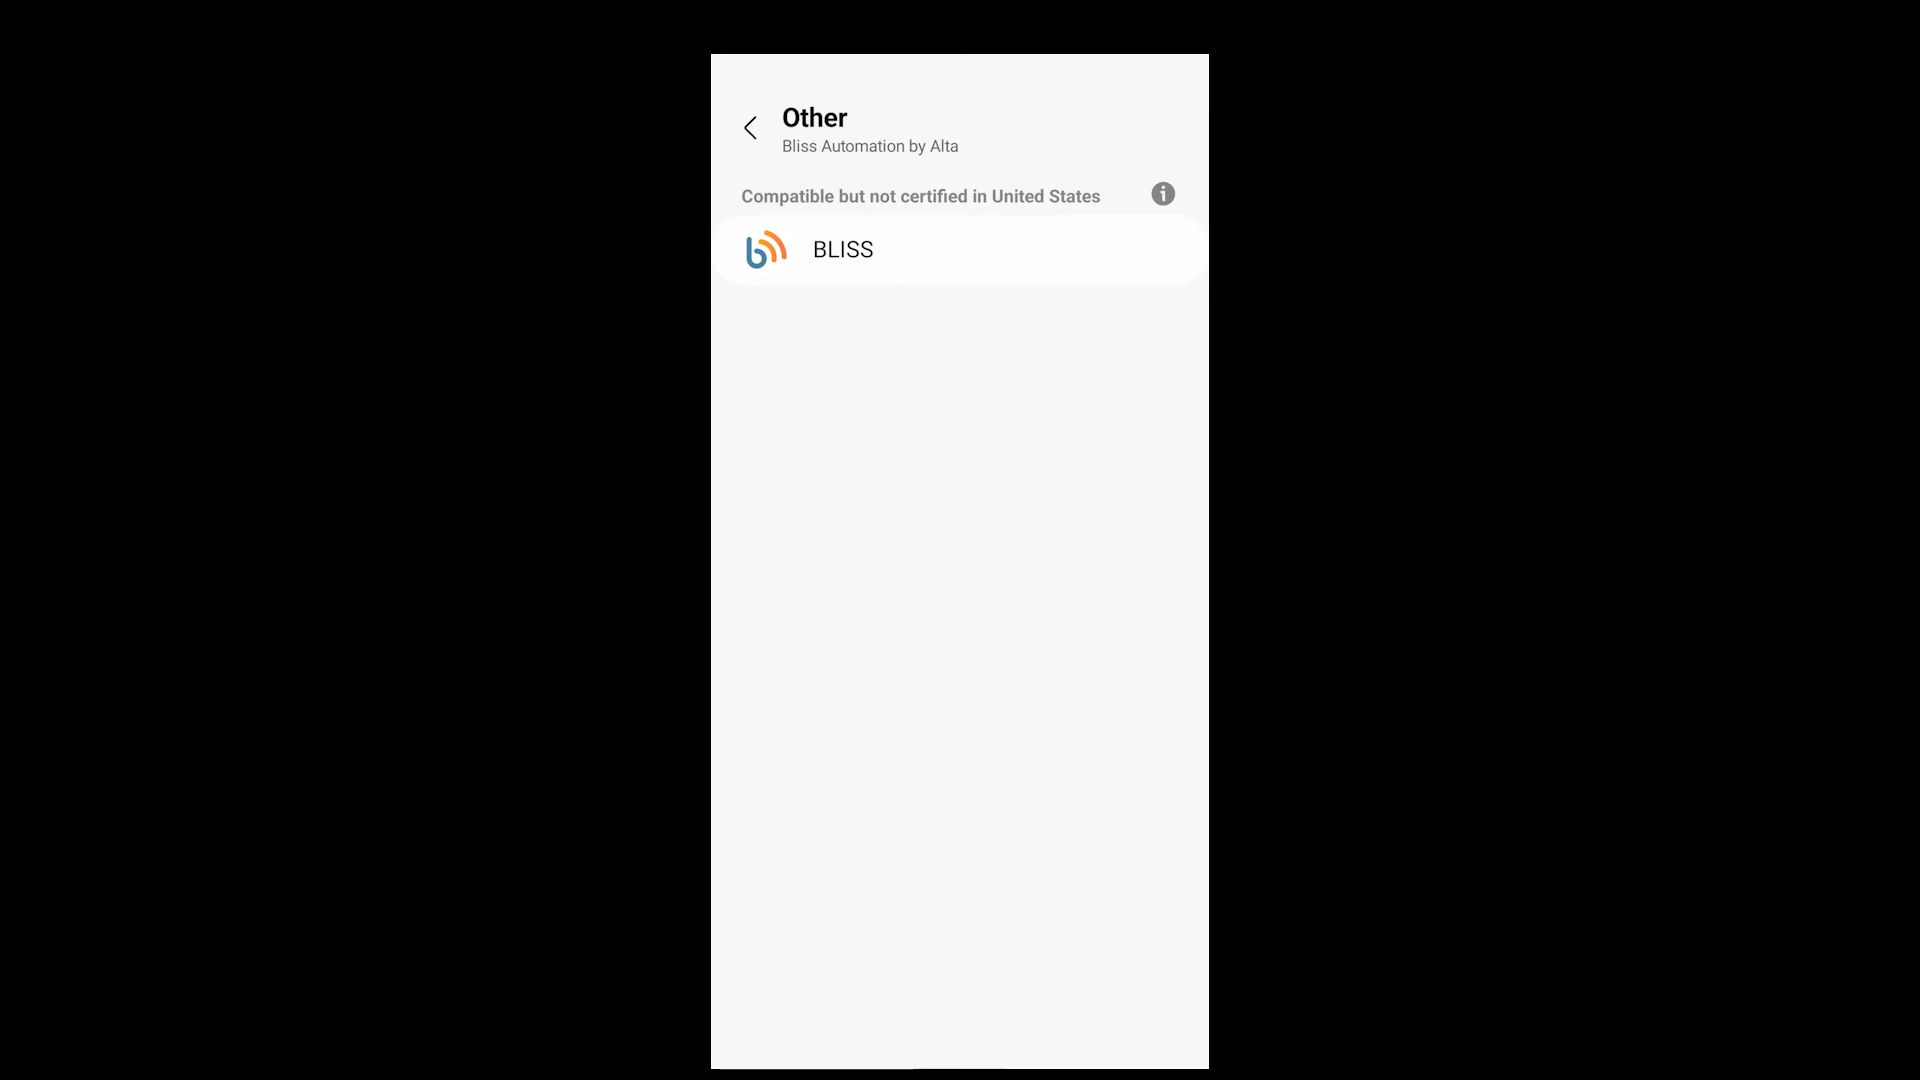 Other
Bliss Automation by Alta
Compatible but not certified in United States
BLISS